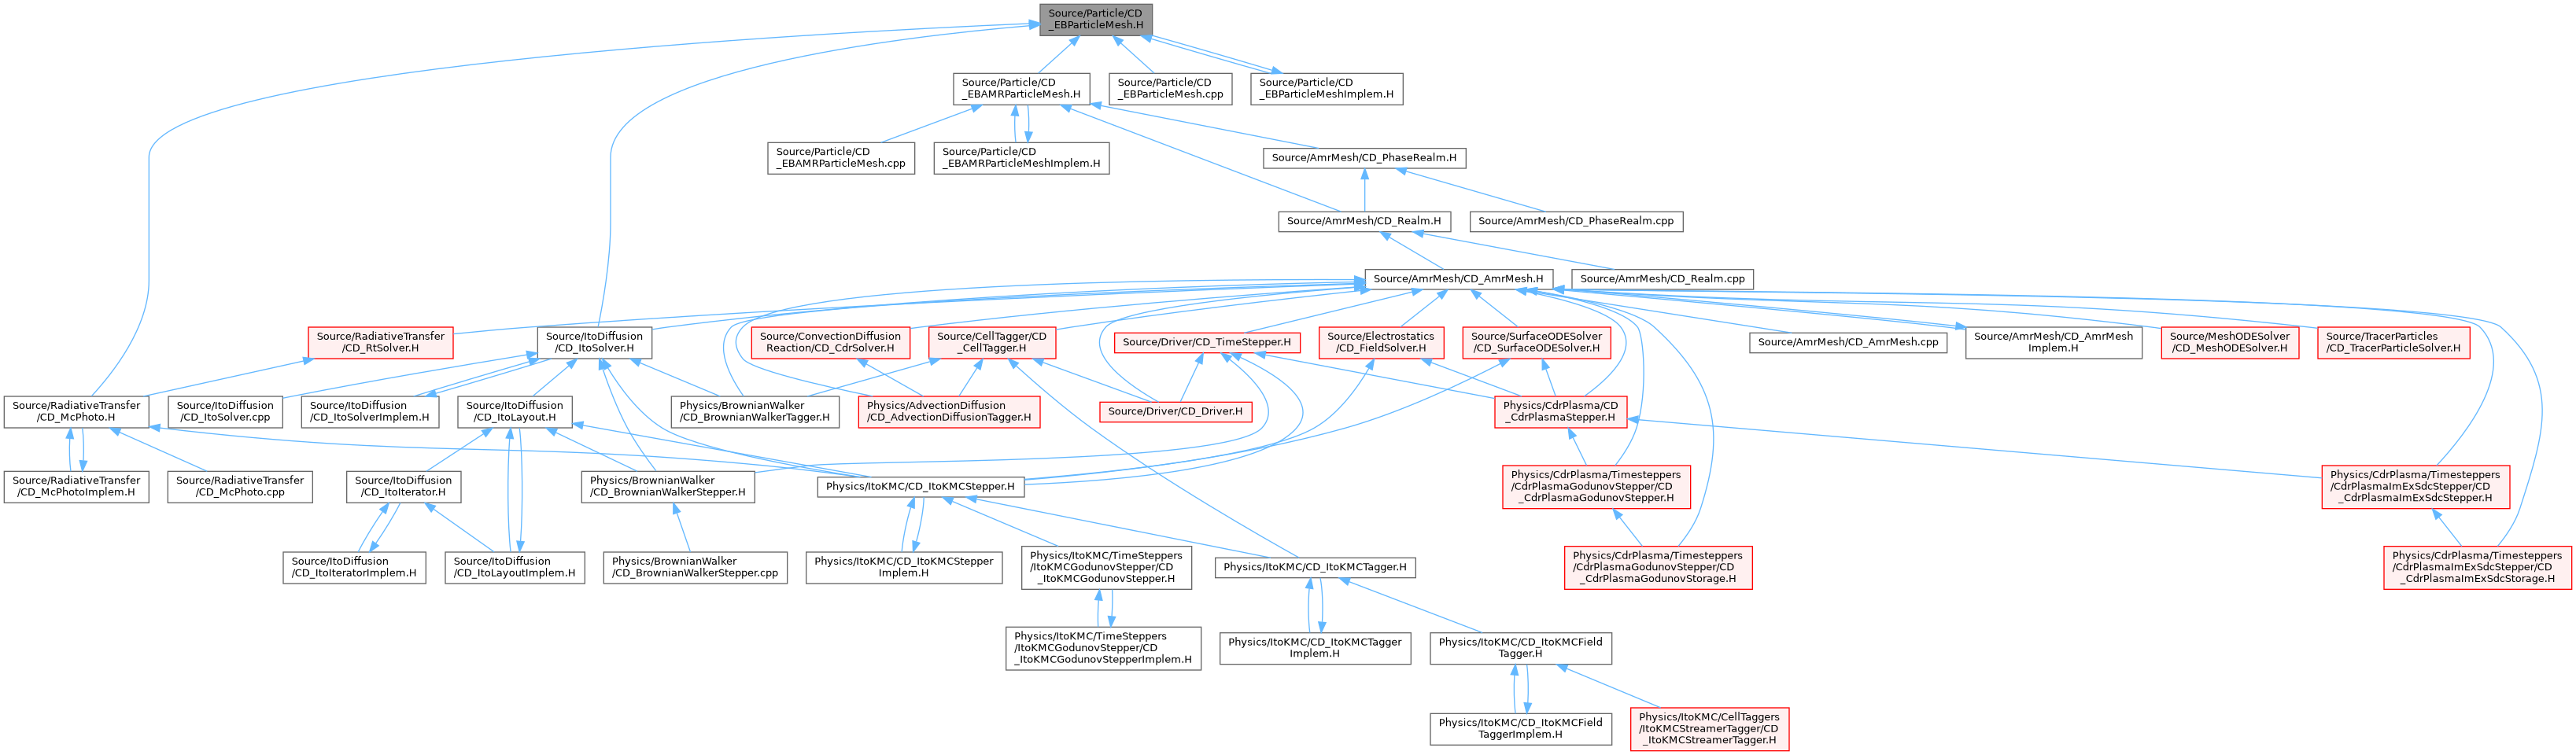 Source/Particle/CD
_EBParticleMesh.H
Source/Particle/CD
_EBAMRParticleMesh.H
Source/Particle/CD
_EBParticleMesh.cpp
Source/Particle/CD
_EBParticleMeshImplem.H
Source/Particle/CD
_EBAMRParticleMesh.cpp
Source/Particle/CD
_EBAMRParticleMeshImplem.H
Source/AmrMesh/CD_PhaseRealm.H
Source/AmrMesh/CD_Realm.H
Source/AmrMesh/CD_PhaseRealm.cpp
Source/AmrMesh/CD_AmrMesh.H
Source/AmrMesh/CD_Realm.cpp
Source/RadiativeTransfer
/CD_RtSolver.H
Source/ItoDiffusion
/CD_ItoSolver.H
Source/ConvectionDiffusion
Reaction/CD_CdrSolver.H
Source/CellTagger/CD
_CellTagger.H
Source/Driver/CD_TimeStepper.H
Source/Electrostatics
/CD_FieldSolver.H
Source/SurfaceODESolver
/CD_SurfaceODESolver.H
Source/AmrMesh/CD_AmrMesh.cpp
Source/AmrMesh/CD_AmrMesh
Implem.H
Source/MeshODESolver
/CD_MeshODESolver.H
Source/TracerParticles
/CD_TracerParticleSolver.H
Source/RadiativeTransfer
/CD_McPhoto.H
Source/ItoDiffusion
/CD_ItoSolver.cpp
Source/ItoDiffusion
/CD_ItoSolverImplem.H
Source/ItoDiffusion
/CD_ItoLayout.H
Physics/BrownianWalker
/CD_BrownianWalkerTagger.H
Physics/AdvectionDiffusion
/CD_AdvectionDiffusionTagger.H
Source/Driver/CD_Driver.H
Physics/CdrPlasma/CD
_CdrPlasmaStepper.H
Source/RadiativeTransfer
/CD_McPhotoImplem.H
Source/RadiativeTransfer
/CD_McPhoto.cpp
Source/ItoDiffusion
/CD_ItoIterator.H
Physics/BrownianWalker
/CD_BrownianWalkerStepper.H
Physics/ItoKMC/CD_ItoKMCStepper.H
Physics/CdrPlasma/Timesteppers
/CdrPlasmaGodunovStepper/CD
_CdrPlasmaGodunovStepper.H
Physics/CdrPlasma/Timesteppers
/CdrPlasmaImExSdcStepper/CD
_CdrPlasmaImExSdcStepper.H
Source/ItoDiffusion
/CD_ItoIteratorImplem.H
Source/ItoDiffusion
/CD_ItoLayoutImplem.H
Physics/BrownianWalker
/CD_BrownianWalkerStepper.cpp
Physics/ItoKMC/CD_ItoKMCStepper
Implem.H
Physics/ItoKMC/TimeSteppers
/ItoKMCGodunovStepper/CD
_ItoKMCGodunovStepper.H
Physics/ItoKMC/CD_ItoKMCTagger.H
Physics/CdrPlasma/Timesteppers
/CdrPlasmaGodunovStepper/CD
_CdrPlasmaGodunovStorage.H
Physics/CdrPlasma/Timesteppers
/CdrPlasmaImExSdcStepper/CD
_CdrPlasmaImExSdcStorage.H
Physics/ItoKMC/TimeSteppers
/ItoKMCGodunovStepper/CD
_ItoKMCGodunovStepperImplem.H
Physics/ItoKMC/CD_ItoKMCTagger
Implem.H
Physics/ItoKMC/CD_ItoKMCField
Tagger.H
Physics/ItoKMC/CD_ItoKMCField
TaggerImplem.H
Physics/ItoKMC/CellTaggers
/ItoKMCStreamerTagger/CD
_ItoKMCStreamerTagger.H